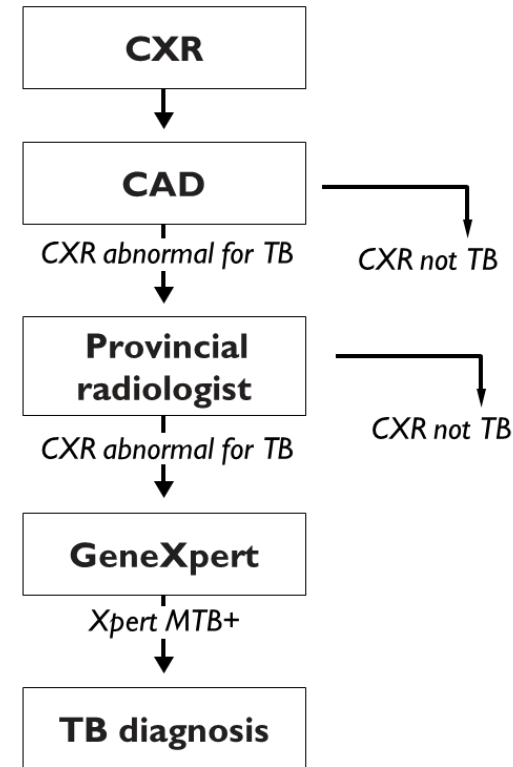 CXR
CAD
CXR abnormal for TB
CXR not TB
Provincial
radiologist
CXR abnormal for TB
CXR not TB
GeneXpert
Xpert MTB+
TB diagnosis